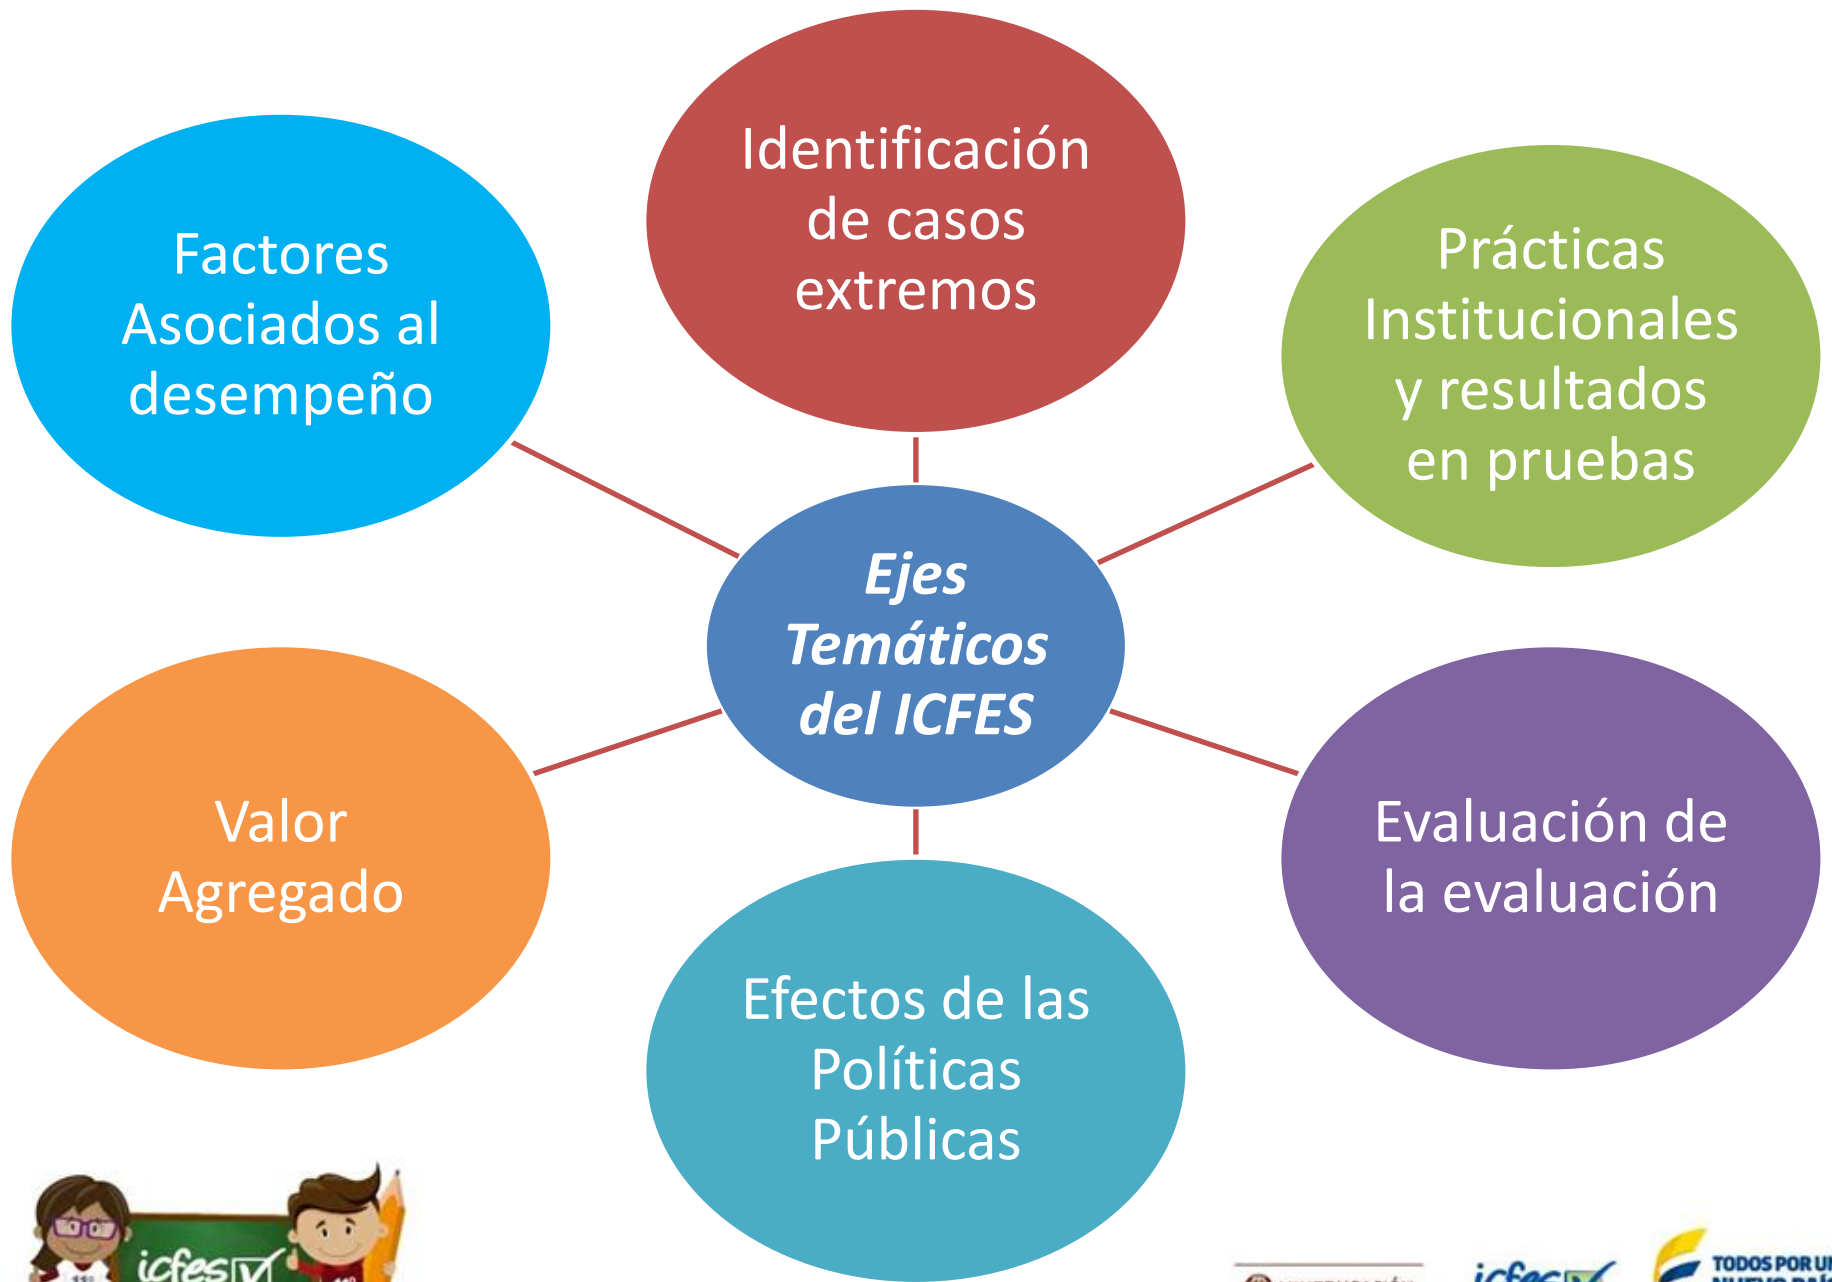 Identificación
de casos
extremos
Factores
Asociados al
desempeño
Prácticas
Institucionales
y resultados
en pruebas
Ejes
Temáticos
del ICFES
Valor
Agregado
Evaluación de
la evaluación
Efectos de las
Políticas
Públicas
icfes
icfes
TODOS POR UN